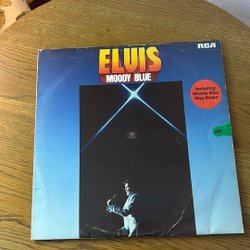 ELVIS
RCA
MOODY BLUE
Including
Moody Blue
Way Down